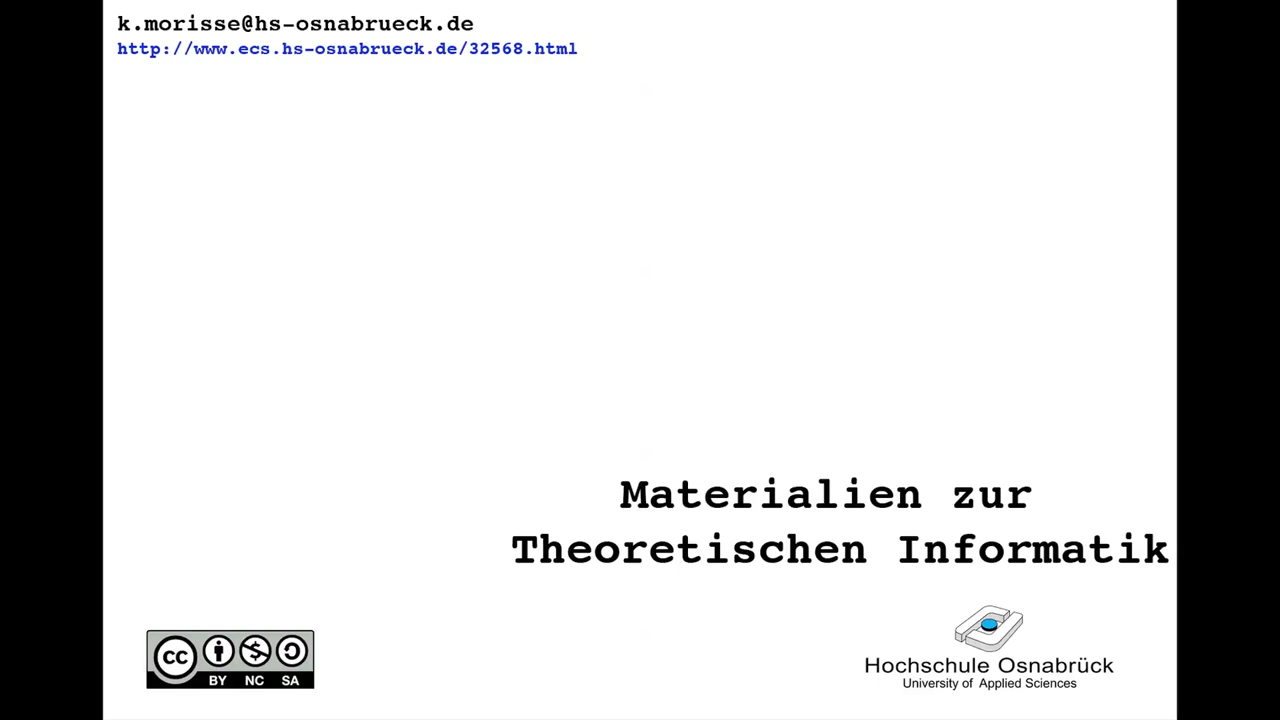 k.morisse@hs-osnabrueck.de
http://www.ecs.hs-osnabrueck.de/32568.html
Materialien zur
Theoretischen Informatik
cc
BY NC SA
Hochschule Osnabrück
University of Applied Sciences